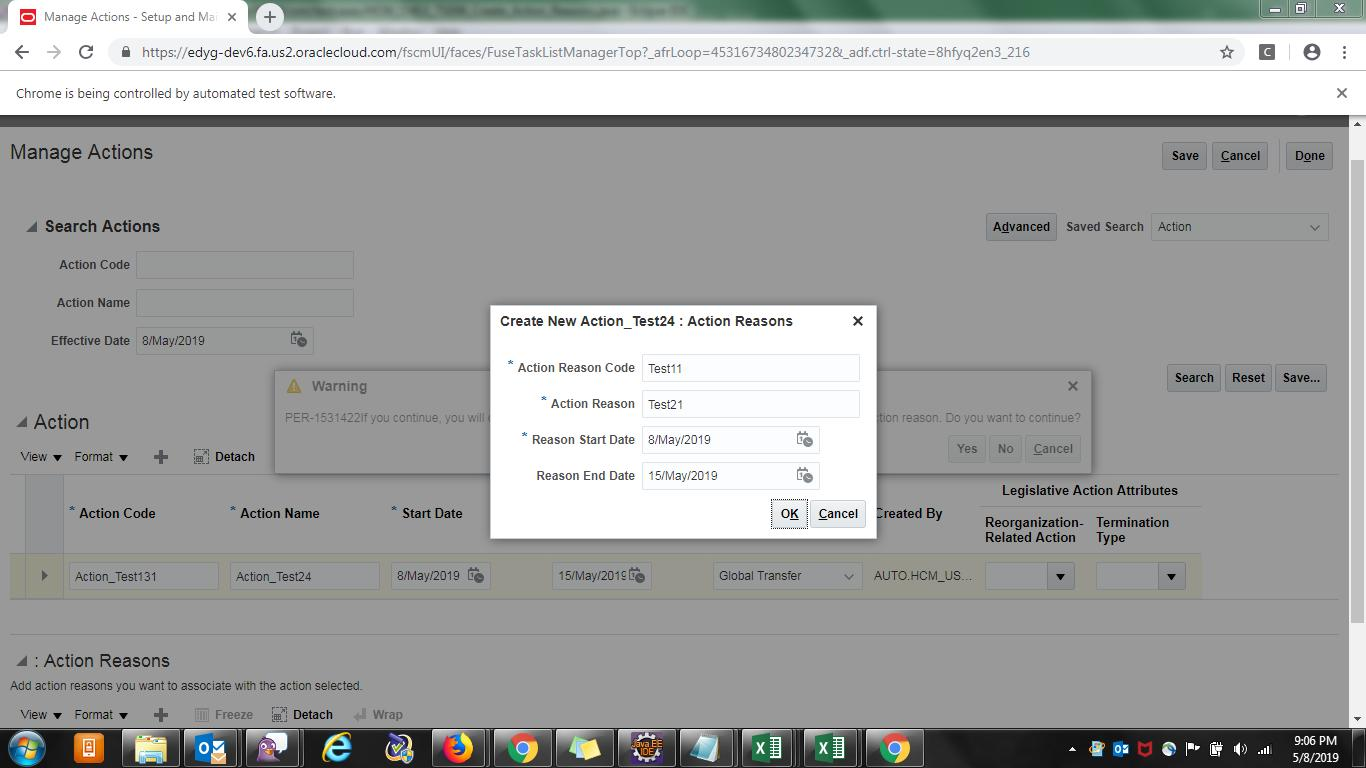 Manage Actions - Setup and Mai
https://edyg-dev6.fa.us2.oraclecloud.com/fscmUI/faces/FuseTaskListManagerTop?_afrLoop=45316734802347​32&_adf.ctrl-state=8hfyq2en3_216
C
Chrome is being controlled by automated test software.
Manage Actions
Save
Cancel
Done
Search Actions
Advanced
Saved Search
Action
Action Code
Action Name
Effective Date
8/May/2019
Search
Reset
Save...
Warning
PER-1531422If you continue, you will
ction reason. Do you want to continue?
Yes
No
Cancel
Create New Action_Test24 : Action Reasons
* Action Reason Code
Test11
* Action Reason
Test21
* Reason Start Date
8/May/2019
Reason End Date
15/May/2019
OK
Cancel
Action
View
Format
Detach
* Action Code
* Action Name
* Start Date
Created By
Legislative Action Attributes
Reorganization-
Related Action
Termination
Type
Action_Test131
Action_Test24
8/May/2019
15/May/2019
Global Transfer
AUTO.HCM_US...
: Action Reasons
Add action reasons you want to associate with the action selected.
View
Format
Freeze
Detach
Wrap
Java EE
IDE
9:06 PM
5/8/2019